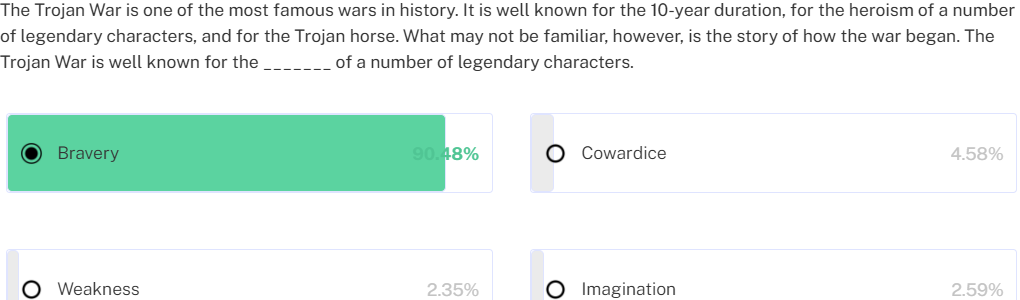 The Trojan War is one of the most famous wars in history. It is well known for the 10-year duration, for the heroism of a number
of legendary characters, and for the Trojan horse. What may not be familiar, however, is the story of how the war began. The
Trojan War is well known for the _______ of a number of legendary characters.
Bravery 90.48%
Cowardice 4.58%
Weakness 2.35%
Imagination 2.59%